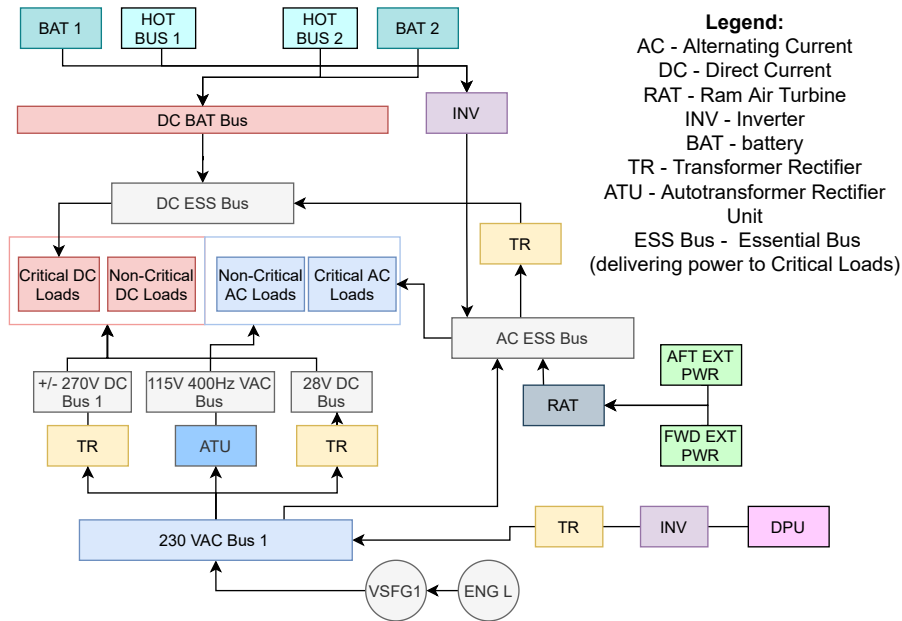 BAT 1
HOT
BUS 1
HOT
BUS 2
BAT 2
DC BAT Bus
INV
DC ESS Bus
TR
Critical DC
Loads
Non-Critical
DC Loads
Non-Critical
AC Loads
Critical AC
Loads
AC ESS Bus
+/- 270V DC
Bus 1
115V 400Hz VAC
Bus
28V DC
Bus
RAT
AFT EXT
PWR
FWD EXT
PWR
TR
ATU
TR
230 VAC Bus 1
TR
INV
DPU
VSFG1
ENG L
Legend:
AC - Alternating Current
DC - Direct Current
RAT - Ram Air Turbine
INV - Inverter
BAT - battery
TR - Transformer Rectifier
ATU - Autotransformer Rectifier
Unit
ESS Bus - Essential Bus
(delivering power to Critical Loads)